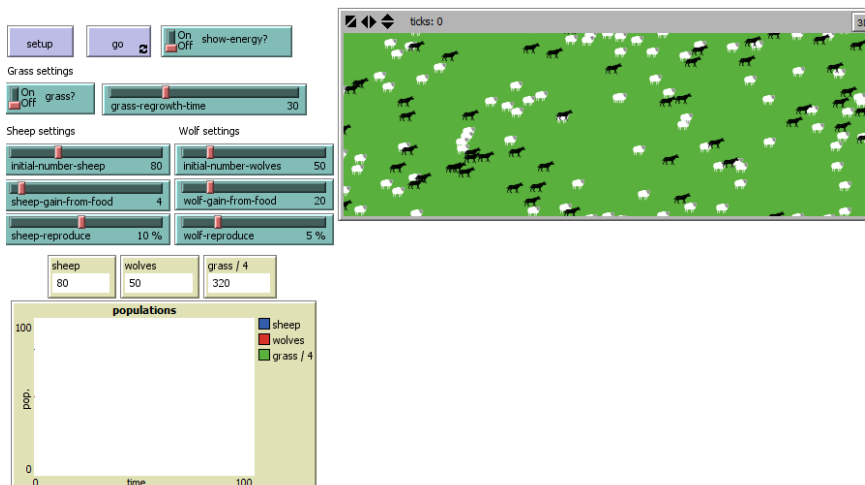 ticks: 0
3D
setup
go
On
Off
show-energy?
Grass settings
On
Off
grass?
grass-regrowth-time 30
Sheep settings
Wolf settings
initial-number-sheep 80
initial-number-wolves 50
sheep-gain-from-food 4
wolf-gain-from-food 20
sheep-reproduce 10 %
wolf-reproduce 5 %
sheep
80
wolves
50
grass / 4
320
populations
100
pop.
0
0
time
100
sheep
wolves
grass / 4